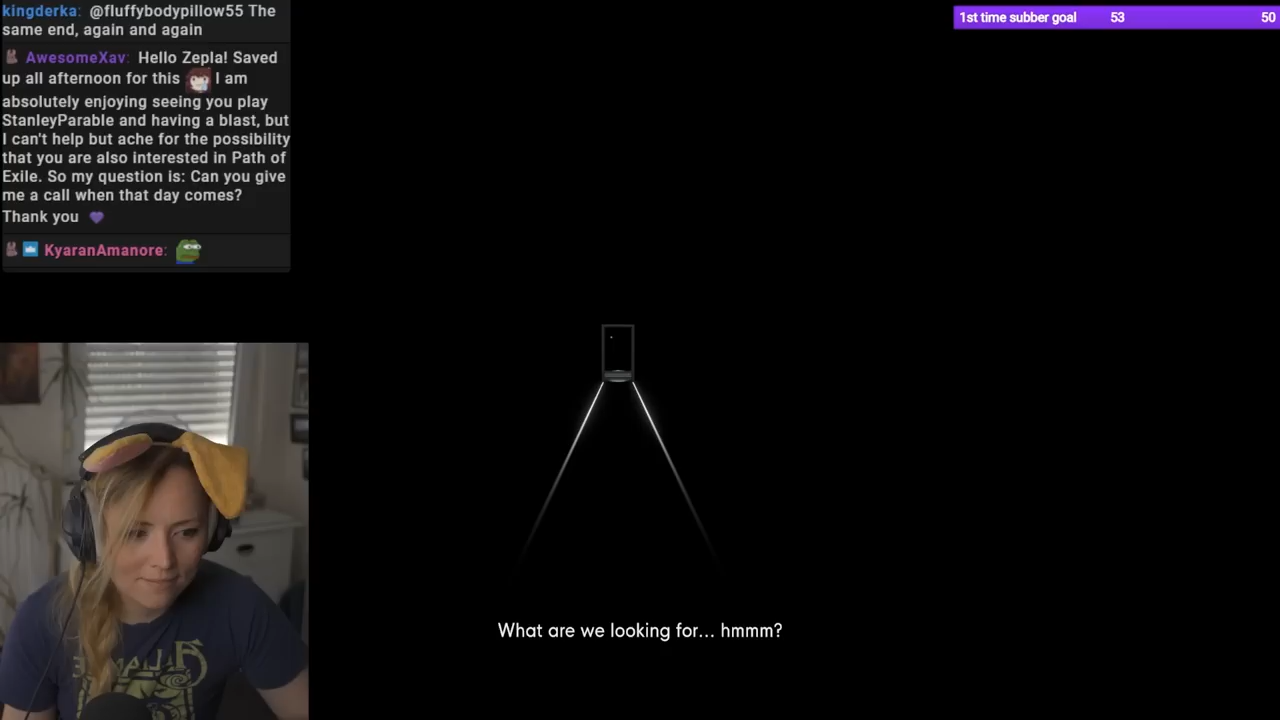 kingderka: @fluffybodypillow55 The
same end, again and again
AwesomeXav: Hello Zepla! Saved
up all afternoon for this I am
absolutely enjoying seeing you play
StanleyParable and having a blast, but
I can't help but ache for the possibility
that you are also interested in Path of
Exile. So my question is: Can you give
me a call when that day comes?
Thank you
KyaranAmanore:
1st time subber goal 53 50
What are we looking for... hmmm?